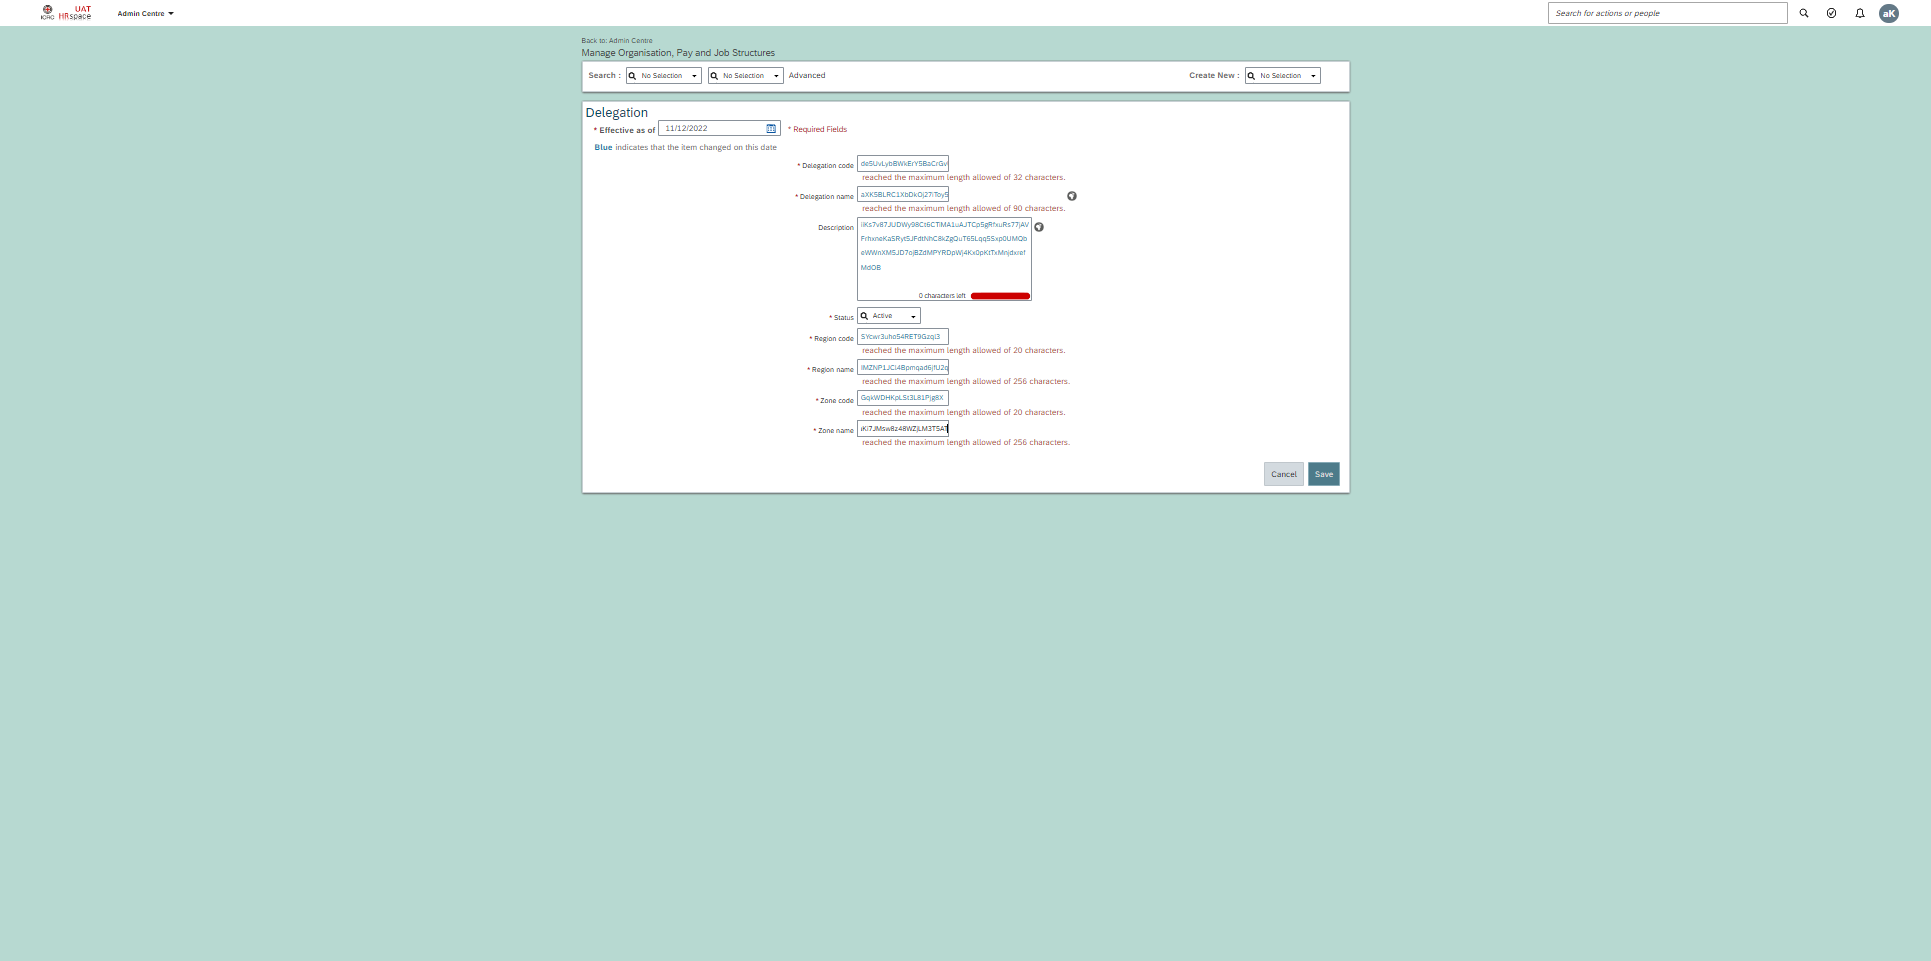 ICRC
UAT
HRspace
Admin Centre
Search for actions or people
aK
Back to: Admin Centre
Manage Organisation, Pay and Job Structures
Search : No Selection No Selection Advanced
Create New : No Selection
Delegation
* Effective as of 11/12/2022 * Required Fields
Blue indicates that the item changed on this date
* Delegation code
reached the maximum length allowed of 32 characters.
* Delegation name
reached the maximum length allowed of 90 characters.
Description
MdOB
0 characters left
* Status Active
* Region code SYcwr3uho54RET9Gzqi3
reached the maximum length allowed of 20 characters.
* Region name
reached the maximum length allowed of 256 characters.
* Zone code GqkWDHKpLSt3L81Pjg8X
reached the maximum length allowed of 20 characters.
* Zone name
reached the maximum length allowed of 256 characters.
Cancel Save